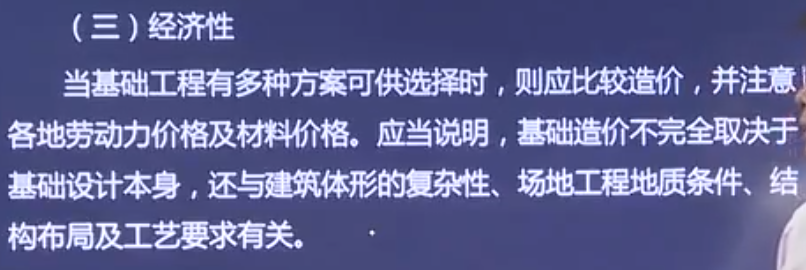 （三）经济性
当基础工程有多种方案可供选择时，则应比较造价，并注意
各地劳动力价格及材料价格。应当说明，基础造价不完全取决于
基础设计本身，还与建筑体形的复杂性、场地工程地质条件、结
构布局及工艺要求有关。